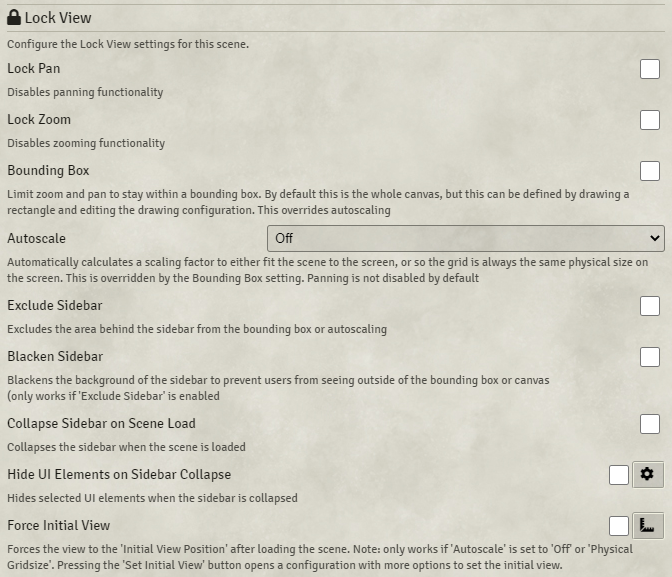 Lock View
Configure the Lock View settings for this scene.
Lock Pan
Disables panning functionality
Lock Zoom
Disables zooming functionality
Bounding Box
Limit zoom and pan to stay within a bounding box. By default this is the whole canvas, but this can be defined by drawing a
rectangle and editing the drawing configuration. This overrides autoscaling
Autoscale
Off
Automatically calculates a scaling factor to either fit the scene to the screen, or so the grid is always the same physical size on
the screen. This is overridden by the Bounding Box setting. Panning is not disabled by default
Exclude Sidebar
Excludes the area behind the sidebar from the bounding box or autoscaling
Blacken Sidebar
Blackens the background of the sidebar to prevent users from seeing outside of the bounding box or canvas
(only works if 'Exclude Sidebar' is enabled
Collapse Sidebar on Scene Load
Collapses the sidebar when the scene is loaded
Hide UI Elements on Sidebar Collapse
Hides selected UI elements when the sidebar is collapsed
Force Initial View
Forces the view to the 'Initial View Position' after loading the scene. Note: only works if 'Autoscale' is set to 'Off' or 'Physical
Gridsize'. Pressing the 'Set Initial View' button opens a configuration with more options to set the initial view.